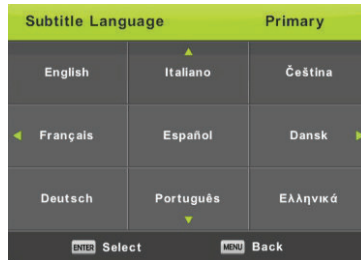 Subtitle Language Primary
English Italiano Čeština
Français Español Dansk
Deutsch Português Ελληνικά
ENTER Select MENU Back